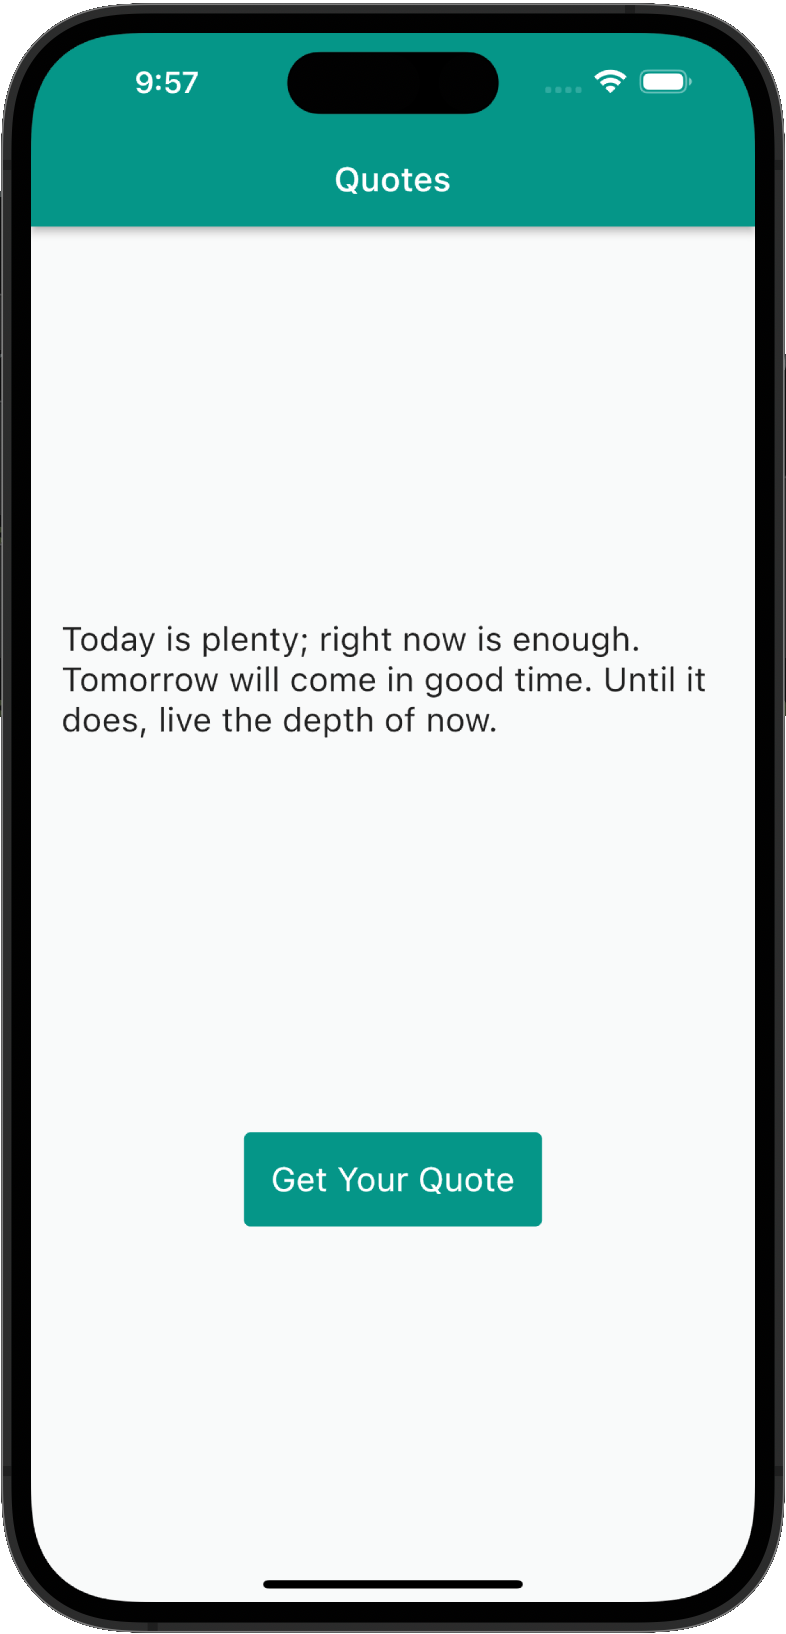 9:57
Quotes
Today is plenty; right now is enough.
Tomorrow will come in good time. Until it
does, live the depth of now.
Get Your Quote